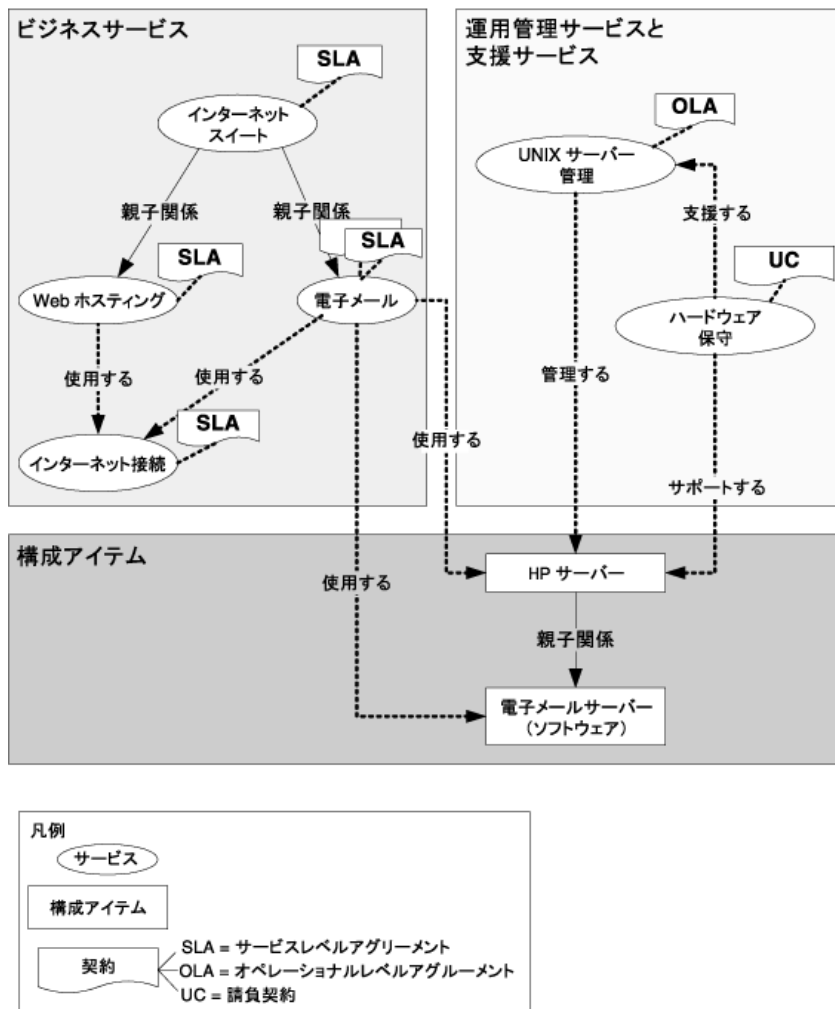 ビジネスサービス
SLA
インターネット
スイート
親子関係
親子関係
SLA
SLA
Web ホスティング
電子メール
使用する
使用する
SLA
インターネット接続
使用する
運用管理サービスと
支援サービス
OLA
UNIX サーバー
管理
支援する
UC
ハードウェア
保守
管理する
サポートする
構成アイテム
使用する
HP サーバー
親子関係
電子メールサーバー
(ソフトウェア)
凡例
サービス
構成アイテム
契約
SLA = サービスレベルアグリーメント
OLA = オペレーショナルレベルアグルーメント
UC = 請負契約